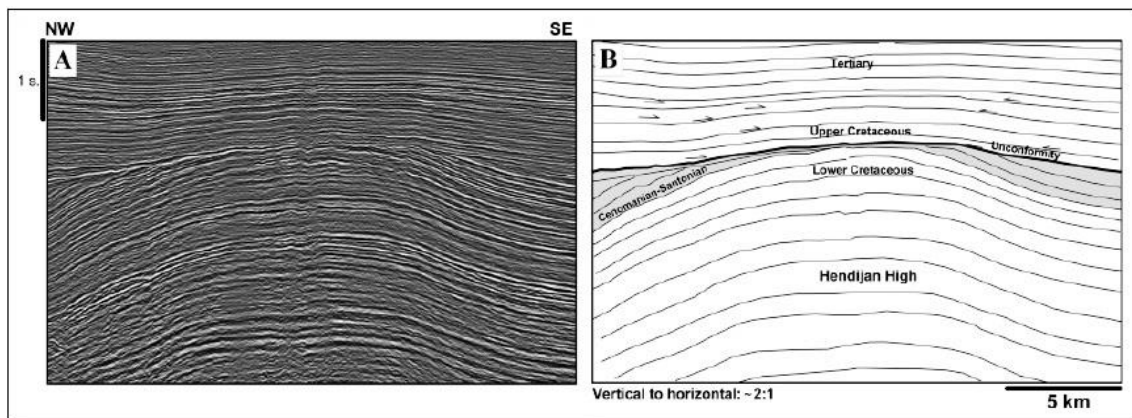 NW
SE
A
1 s.
B
Tertiary
Upper Cretaceous
Unconformity
Cenomanian-Santonian
Lower Cretaceous
Hendijan High
Vertical to horizontal: ~2:1
5 km